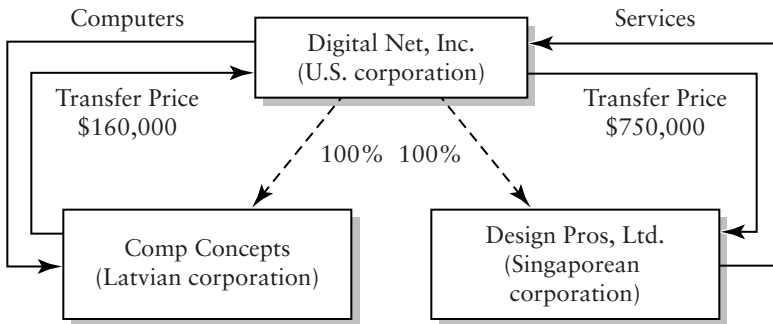 Computers
Services
Digital Net, Inc.
(U.S. corporation)
Transfer Price
$160,000
Transfer Price
$750,000
100% 100%
Comp Concepts
(Latvian corporation)
Design Pros, Ltd.
(Singaporean
corporation)